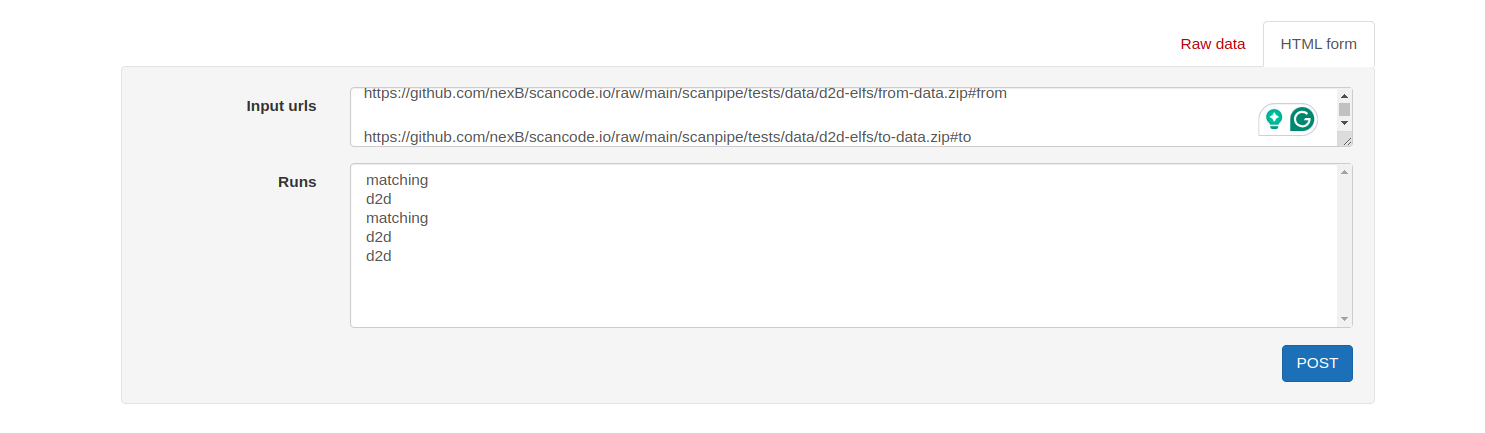 Raw data
HTML form
Input urls
https://github.com/nexB/scancode.io/raw/main/scanpipe/tests/data/d2d-elfs/from-data.zip#from
https://github.com/nexB/scancode.io/raw/main/scanpipe/tests/data/d2d-elfs/to-data.zip#to
Runs
matching
d2d
matching
d2d
d2d
POST